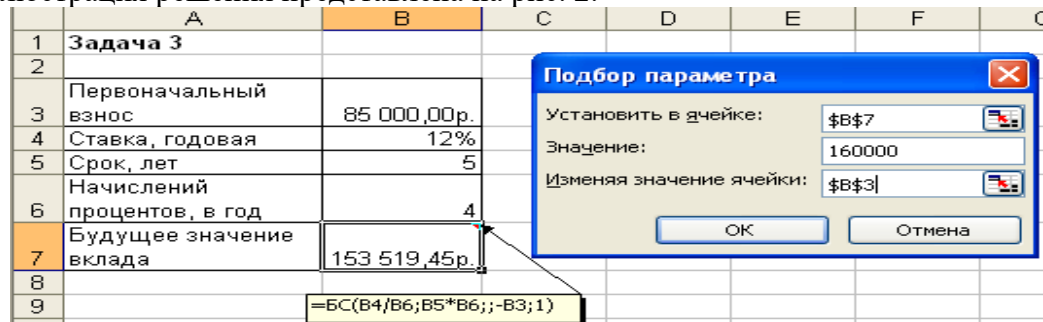 A B C D E F
1 Задача 3
2
Первоначальный
3 взнос 85 000,00р.
4 Ставка, годовая 12%
5 Срок, лет 5
Начислений
6 процентов, в год 4
Будущее значение
7 вклада 153 519,45р.
8
9 =БС(B4/B6;B5*B6;;-B3;1)
Подбор параметра
Установить в ячейке: $B$7
Значение: 160000
Изменяя значение ячейки: $B$3
ОК Отмена